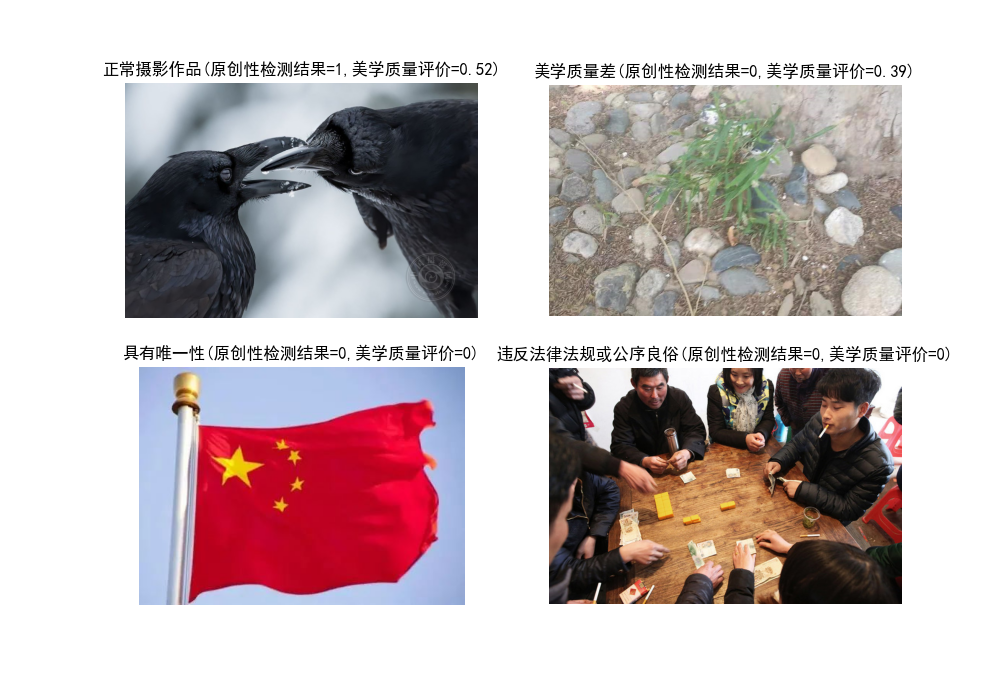 正常摄影作品(原创性检测结果=1,美学质量评价=0.52)
美学质量差(原创性检测结果=0,美学质量评价=0.39)
具有唯一性(原创性检测结果=0,美学质量评价=0)
违反法律法规或公序良俗(原创性检测结果=0,美学质量评价=0)